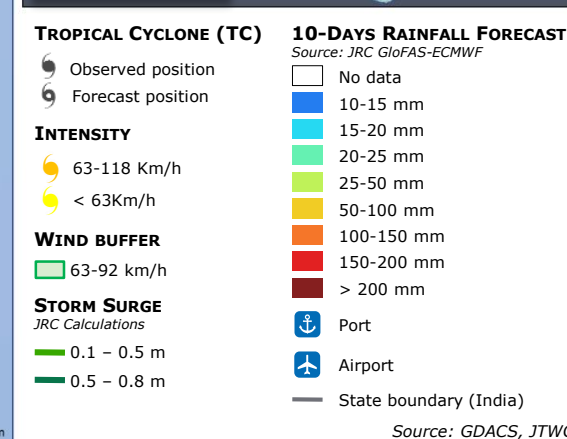 TROPICAL CYCLONE (TC)
Observed position
Forecast position
INTENSITY
63-118 Km/h
< 63Km/h
WIND BUFFER
63-92 km/h
STORM SURGE
JRC Calculations
0.1 – 0.5 m
0.5 – 0.8 m
10-DAYS RAINFALL FORECAST
Source: JRC GloFAS-ECMWF
No data
10-15 mm
15-20 mm
20-25 mm
25-50 mm
50-100 mm
100-150 mm
150-200 mm
> 200 mm
Port
Airport
State boundary (India)
Source: GDACS, JTWC